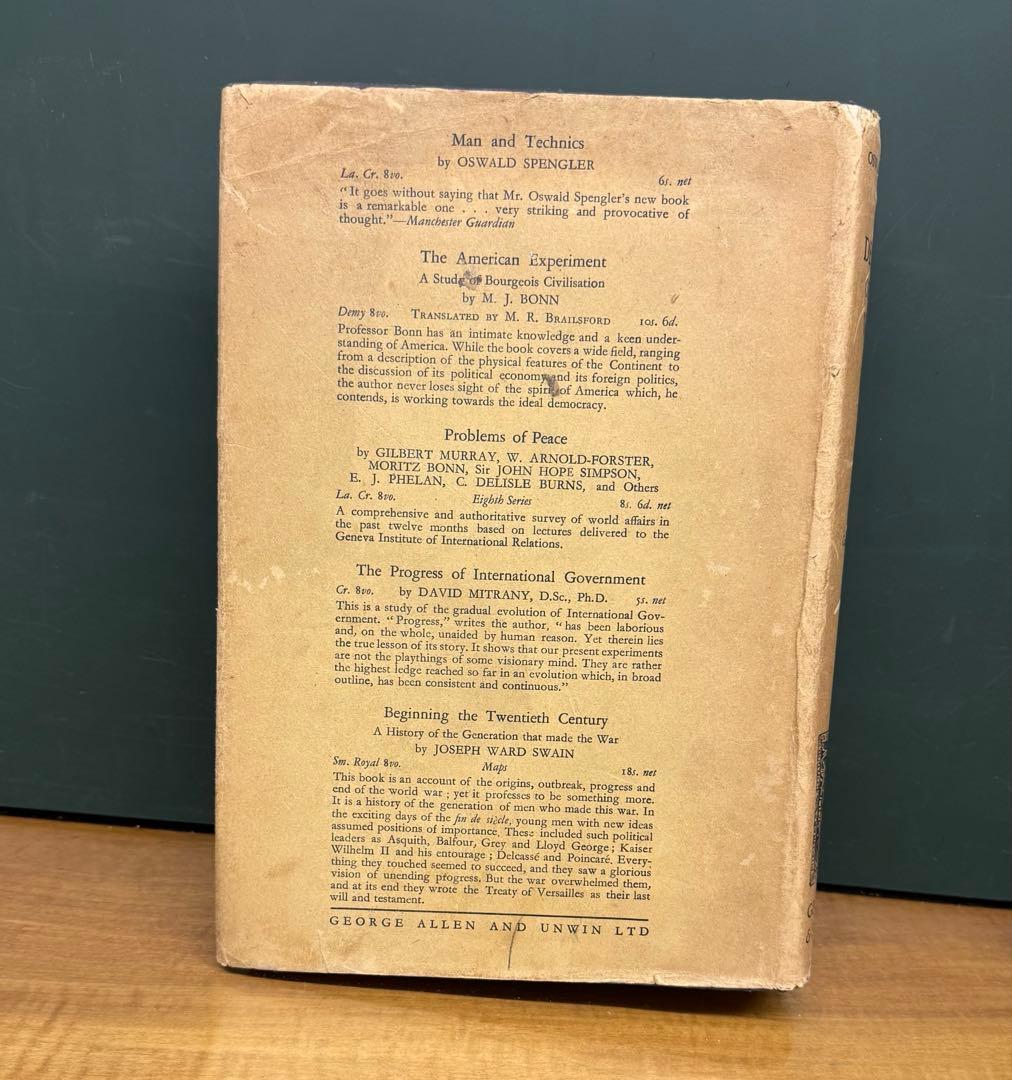 Man and Technics
by OSWALD SPENGLER
La. Cr. 8vo. 6s. net
“It goes without saying that Mr. Oswald Spengler's new book
is a remarkable one . . . very striking and provocative of
thought.”—Manchester Guardian
The American Experiment
A Study of Bourgeois Civilisation
by M. J. BONN
Demy 8vo. TRANSLATED BY M. R. BRAILSFORD 10s. 6d.
Professor Bonn has an intimate knowledge and a keen under-
standing of America. While the book covers a wide field, ranging
from a description of the physical features of the Continent to
the discussion of its political economy and its foreign politics,
the author never loses sight of the spirit of America which, he
contends, is working towards the ideal democracy.
Problems of Peace
by GILBERT MURRAY, W. ARNOLD-FORSTER,
MORITZ BONN, Sir JOHN HOPE SIMPSON,
E. J. PHELAN, C. DELISLE BURNS, and Others
La. Cr. 8vo. Eighth Series 8s. 6d. net
A comprehensive and authoritative survey of world affairs in
the past twelve months based on lectures delivered to the
Geneva Institute of International Relations.
The Progress of International Government
Cr. 8vo. by DAVID MITRANY, D.Sc., Ph.D. 5s. net
This is a study of the gradual evolution of International Gov-
ernment. “Progress,” writes the author, “has been laborious
and, on the whole, unaided by human reason. Yet therein lies
the true lesson of its story. It shows that our present experiments
are not the playthings of some visionary mind. They are rather
the highest ledge reached so far in an evolution which, in broad
outline, has been consistent and continuous.”
Beginning the Twentieth Century
A History of the Generation that made the War
by JOSEPH WARD SWAIN
Sm. Royal 8vo. Maps 18s. net
This book is an account of the origins, outbreak, progress and
end of the world war ; yet it professes to be something more.
It is a history of the generation of men who made this war. In
the exciting days of the fin de siècle, young men with new ideas
assumed positions of importance. These included such political
leaders as Asquith, Balfour, Grey and Lloyd George ; Kaiser
Wilhelm II and his entourage ; Delcassé and Poincaré. Every-
thing they touched seemed to succeed, and they saw a glorious
vision of unending progress. But the war overwhelmed them,
and at its end they wrote the Treaty of Versailles as their last
will and testament.
GEORGE ALLEN AND UNWIN LTD